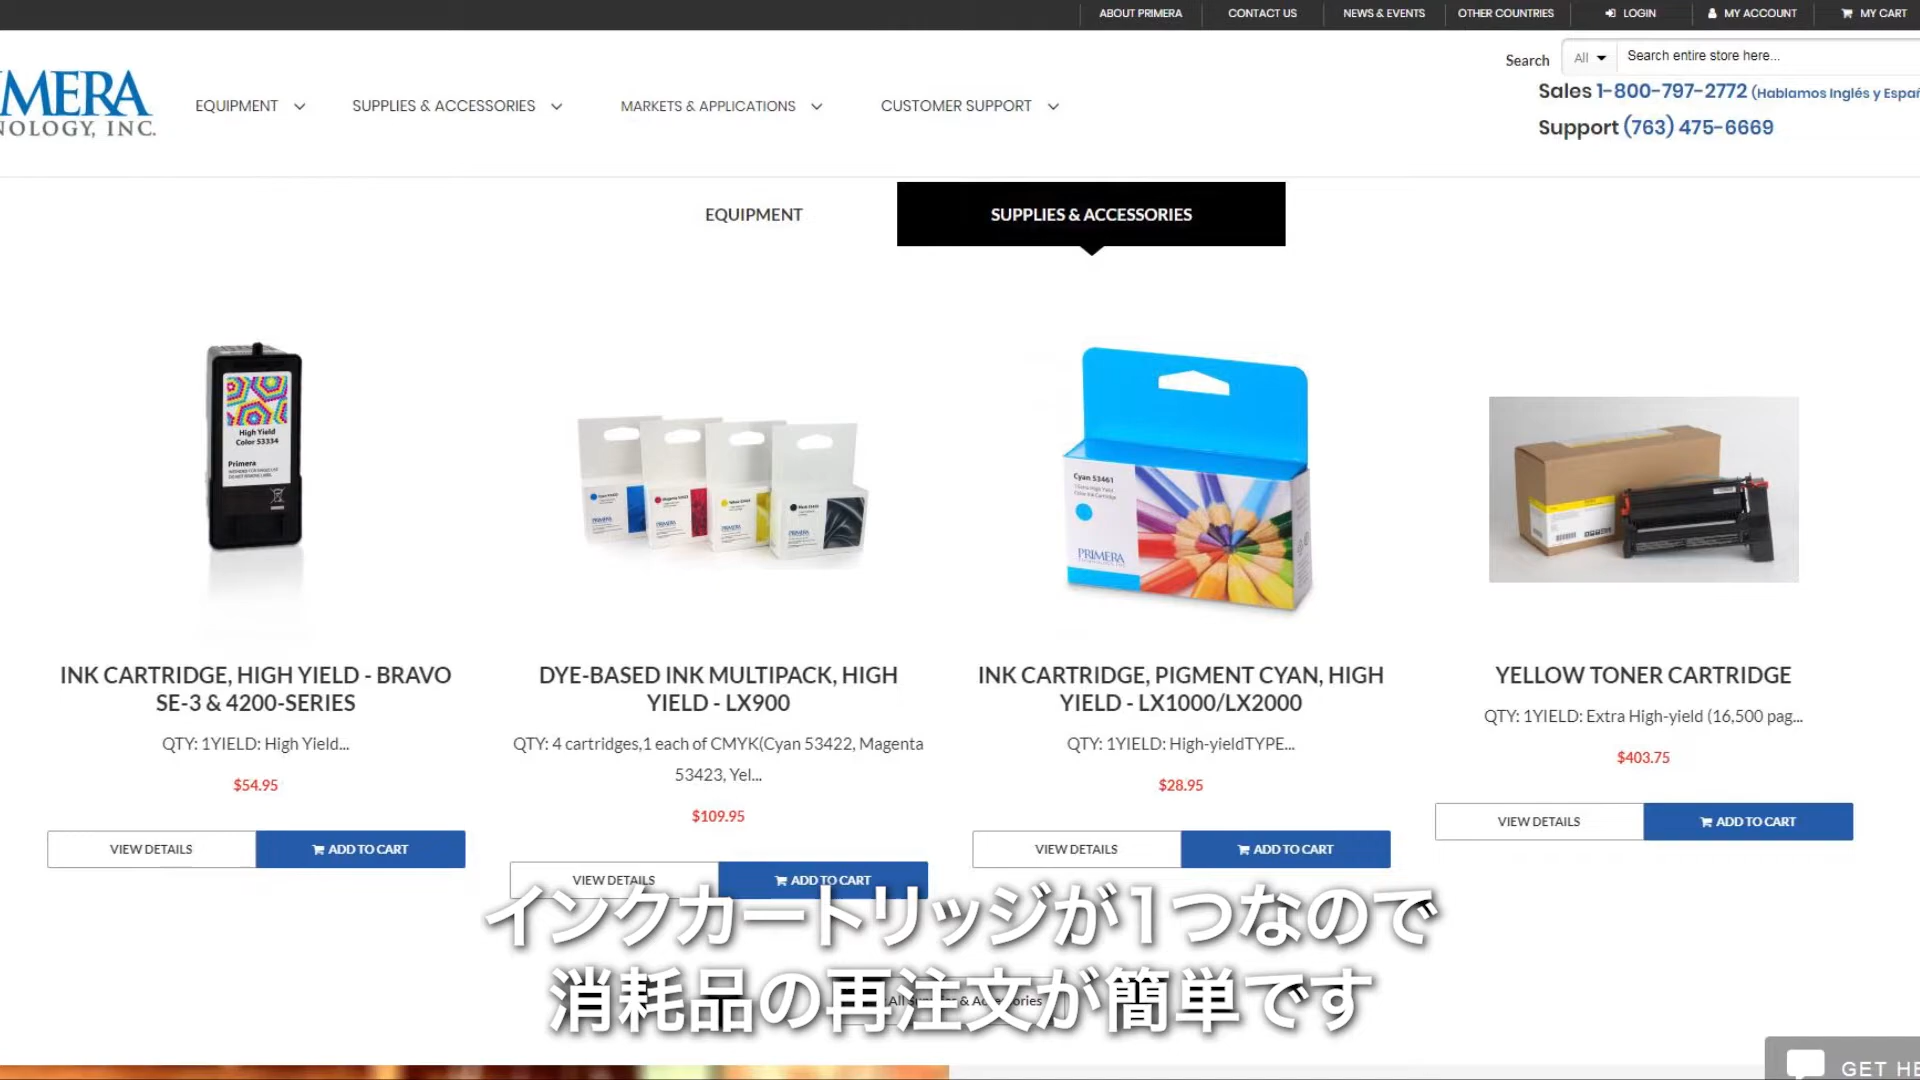 ABOUT PRIMERA CONTACT US NEWS & EVENTS OTHER COUNTRIES LOGIN MY ACCOUNT MY CART
Search All Search entire store here...
Sales 1-800-797-2772 (Hablamos Inglés y
Support (763) 475-6669
EQUIPMENT SUPPLIES & ACCESSORIES MARKETS & APPLICATIONS CUSTOMER SUPPORT
INC.
EQUIPMENT SUPPLIES & ACCESSORIES
High Yield
Color 53334
Primera
Cyan 53461
PRIMERA
INK CARTRIDGE, HIGH YIELD - BRAVO
SE-3 & 4200-SERIES
QTY: 1YIELD: High Yield...
$54.95
VIEW DETAILS ADD TO CART
DYE-BASED INK MULTIPACK, HIGH
YIELD - LX900
QTY: 4 cartridges,1 each of CMYK(Cyan 53422, Magenta
53423, Yel...
$109.95
VIEW DETAILS ADD TO CART
INK CARTRIDGE, PIGMENT CYAN, HIGH
YIELD - LX1000/LX2000
QTY: 1YIELD: High-yieldTYPE...
$28.95
VIEW DETAILS ADD TO CART
YELLOW TONER CARTRIDGE
QTY: 1YIELD: Extra High-yield (16,500 pag...
$403.75
VIEW DETAILS ADD TO CART
インクカートリッジが1つなので
消耗品の再注文が簡単です
GET